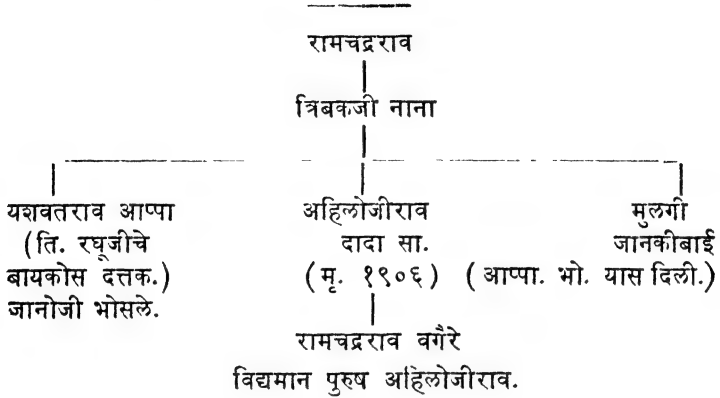 रामचद्रराव
त्रिबकजी नाना
यशवतराव आप्पा
(ति. रघूजीचे
बायकोस दत्तक.)
जानोजी भोसले.
अहिलोजीराव
दादा सा.
(मृ. १९०६)
मुलगी
जानकीबाई
(आप्पा. भो. यास दिली.)
रामचद्रराव वगैरे
विद्यमान पुरुष अहिलोजीराव.